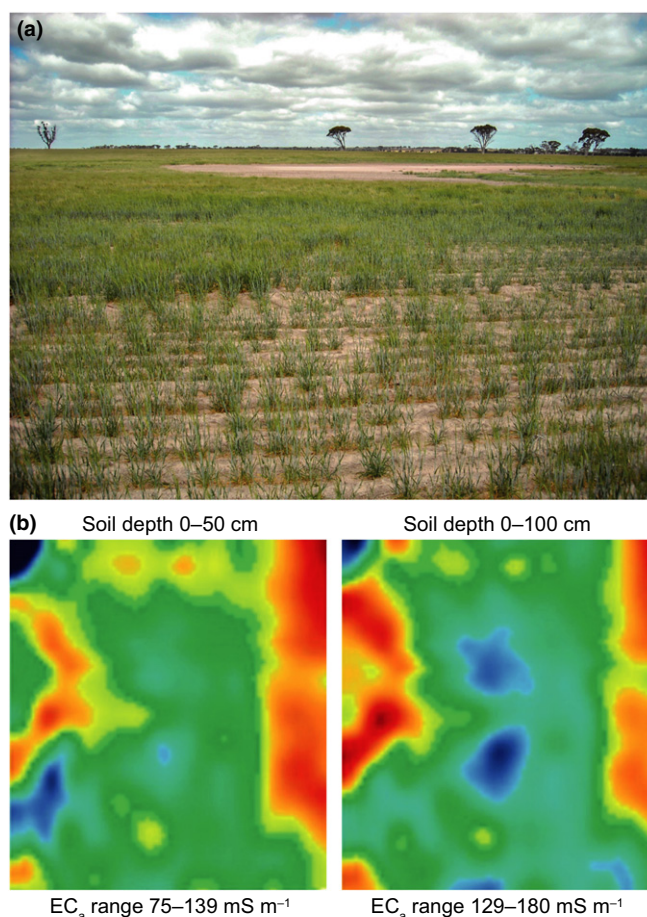 (a)
(b)
Soil depth 0–50 cm
Soil depth 0–100 cm
ECₐ range 75–139 mS m⁻¹
ECₐ range 129–180 mS m⁻¹